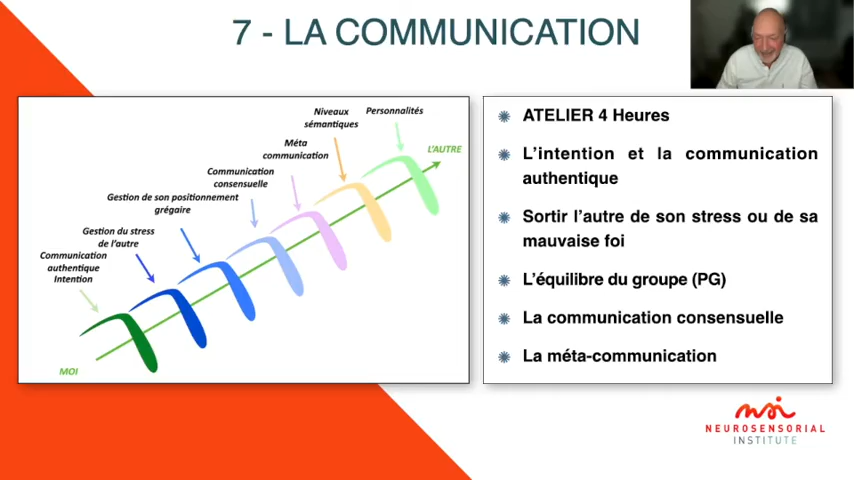 7 - LA COMMUNICATION
Niveaux
sémantiques
Personnalités
Méta
communication
L'AUTRE
Communication
consensuelle
Gestion de son positionnement
grégaire
Gestion du stress
de l'autre
Communication
authentique
Intention
MOI
ATELIER 4 Heures
L'intention et la communication
authentique
Sortir l'autre de son stress ou de sa
mauvaise foi
L'équilibre du groupe (PG)
La communication consensuelle
La méta-communication
nsi
NEUROSENSORIAL
INSTITUTE